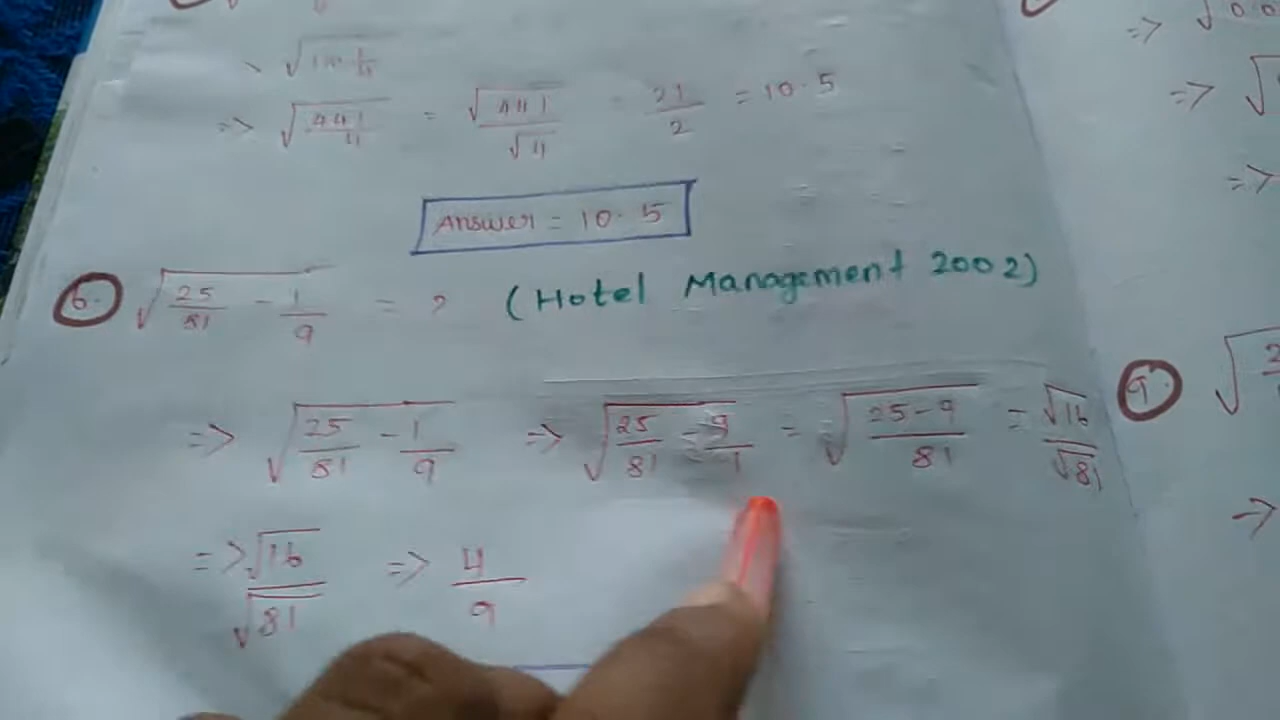 => √441/4 = √441/√4 = 21/2 = 10.5
Answer = 10.5
6. √25/81 - 1/9 = ? (Hotel Management 2002)
=> √25/81 - 1/9 => √25/81 - 9/1 = √25-9/81 = √16/√81
9.
=> √16/√81 => 4/9